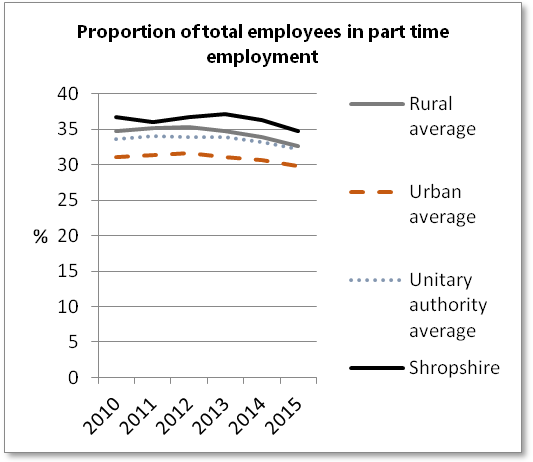 Proportion of total employees in part time
employment
40
35
30
25
20
15
10
5
0
%
2010
2011
2012
2013
2014
2015
Rural
average
Urban
average
Unitary
authority
average
Shropshire